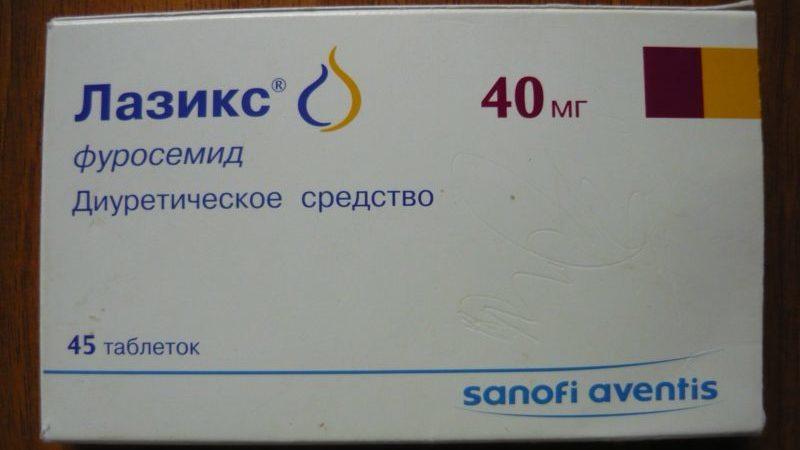 Лазикс®
40 мг
фуросемид
Диуретическое средство
45 таблеток
sanofi aventis